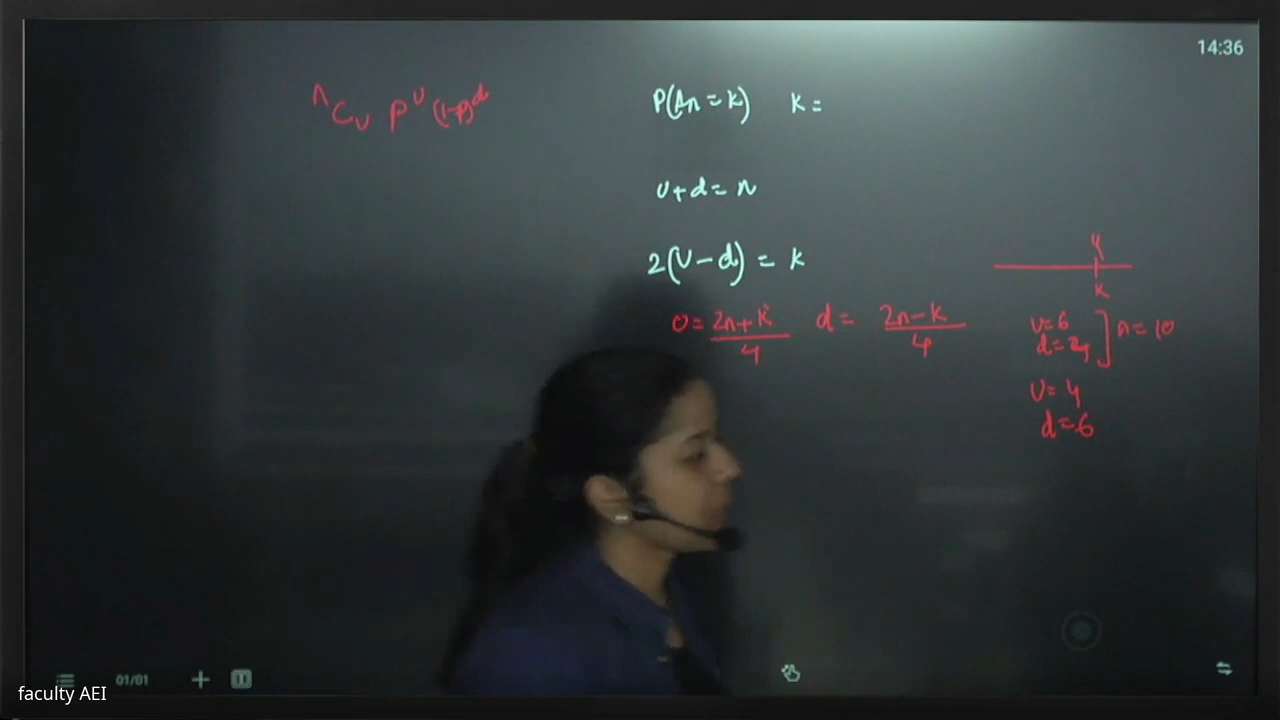 14:36
ⁿCᵤ pᵘ (1-p)ᵈ
P(An = k) k =
u + d = n
2(u - d) = k
4
k
u = 2n+k / 4 d = 2n-k / 4
u = 6
d = 4 ] n = 10
u = 4
d = 6
01/01
faculty AEI